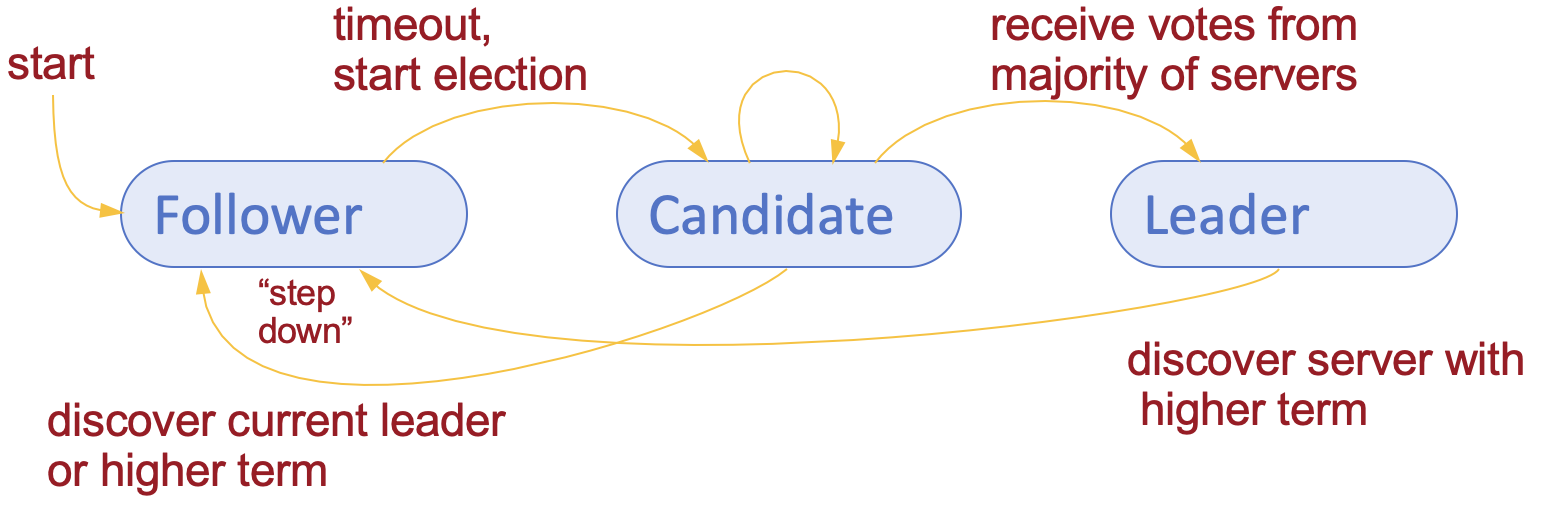 start
timeout,
start election
receive votes from
majority of servers
Follower
Candidate
Leader
“step
down”
discover current leader
or higher term
discover server with
higher term